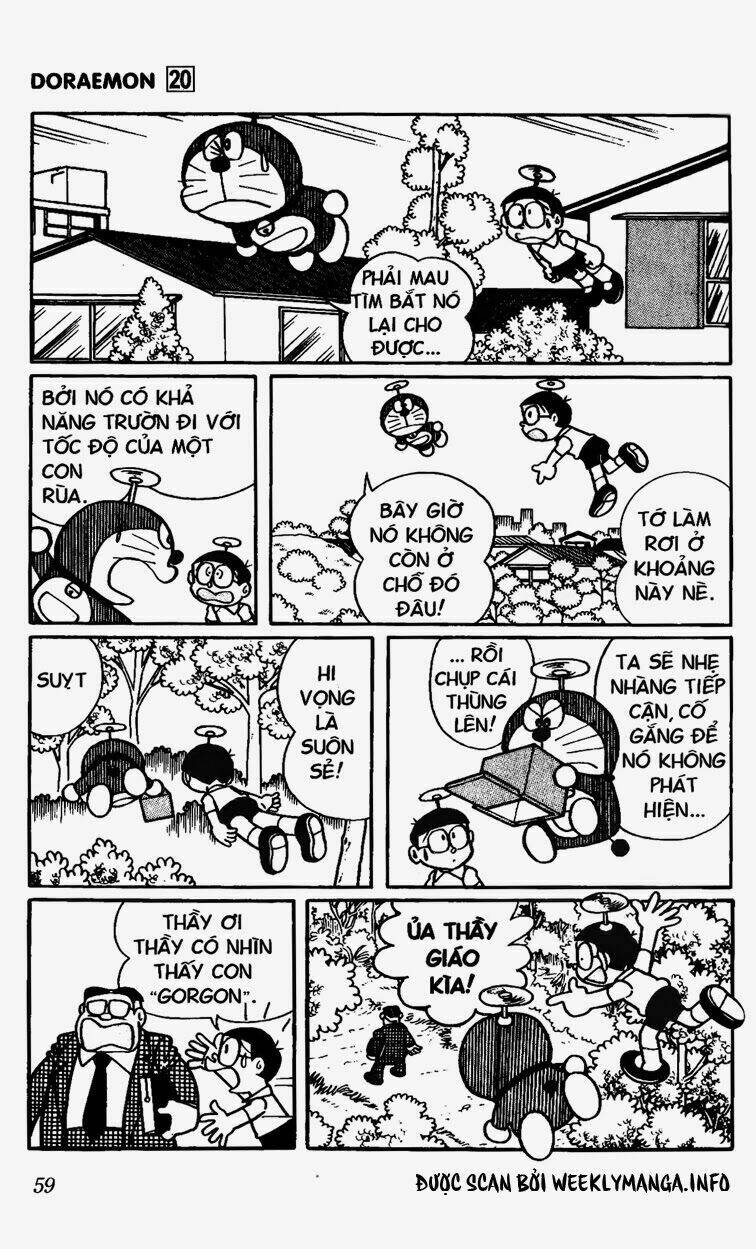 DORAEMON 20
PHẢI MAU
TÌM BẮT NÓ
LẠI CHO
ĐƯỢC...
BỞI NÓ CÓ KHẢ
NĂNG TRƯỜN ĐI VỚI
TỐC ĐỘ CỦA MỘT
CON
RÙA.
BÂY GIỜ
NÓ KHÔNG
CÒN Ở
CHỖ ĐÓ
ĐÂU!
TỚ LÀM
RƠI Ở
KHOẢNG
NÀY NÈ.
SUỴT
HI
VỌNG
LÀ
SUÔN
SẺ!
... RỒI
CHỤP CÁI
THÙNG
LÊN!
TA SẼ NHẸ
NHÀNG TIẾP
CẬN, CỐ
GẮNG ĐỂ
NÓ KHÔNG
PHÁT
HIỆN...
THẦY ƠI
THẦY CÓ NHÌN
THẤY CON
“GORGON”.
ỦA THẦY
GIÁO
KÌA!
59
ĐƯỢC SCAN BỞI WEEKLYMANGA.INFO